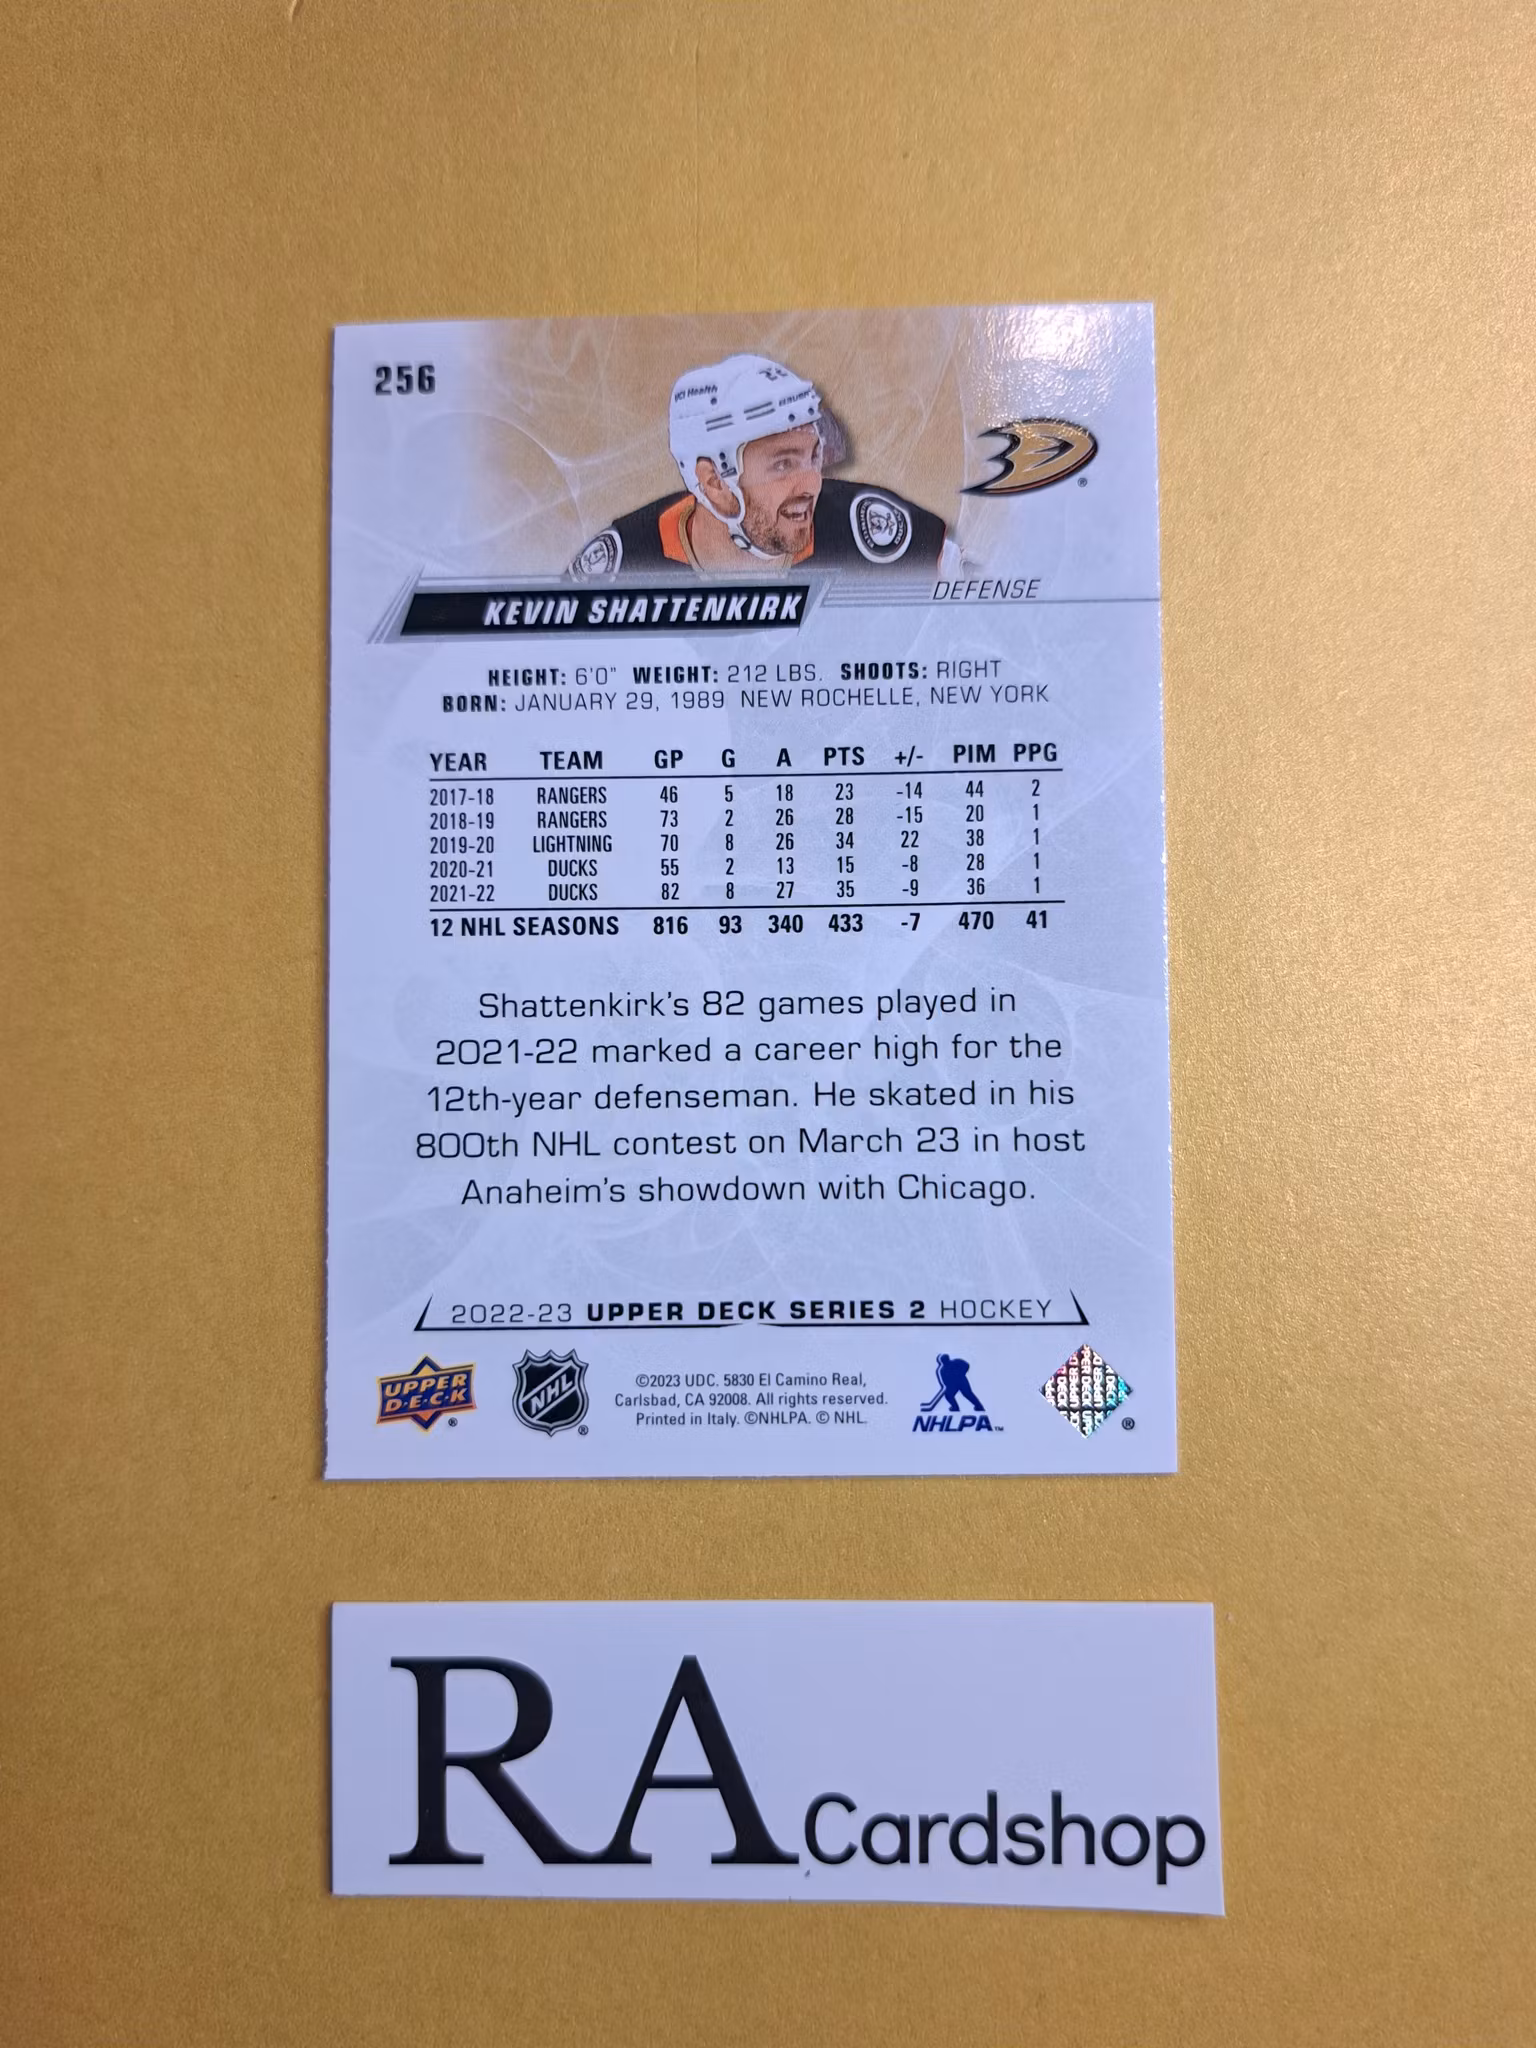 256
KEVIN SHATTENKIRK
DEFENSE
HEIGHT: 6'0" WEIGHT: 212 LBS. SHOOTS: RIGHT
BORN: JANUARY 29, 1989 NEW ROCHELLE, NEW YORK
YEAR TEAM GP G A PTS +/- PIM PPG
2017-18 RANGERS 46 5 18 23 -14 44 2
2018-19 RANGERS 73 2 26 28 -15 20 1
2019-20 LIGHTNING 70 8 26 34 22 38 1
2020-21 DUCKS 55 2 13 15 -8 28 1
2021-22 DUCKS 82 8 27 35 -9 36 1
12 NHL SEASONS 816 93 340 433 -7 470 41
Shattenkirk's 82 games played in
2021-22 marked a career high for the
12th-year defenseman. He skated in his
800th NHL contest on March 23 in host
Anaheim's showdown with Chicago.
2022-23 UPPER DECK SERIES 2 HOCKEY
UPPER
D·E·C·K ®
NHL ®
©2023 UDC. 5830 El Camino Real,
Carlsbad, CA 92008. All rights reserved.
Printed in Italy. ©NHLPA. © NHL.
NHLPA™
®
RA Cardshop